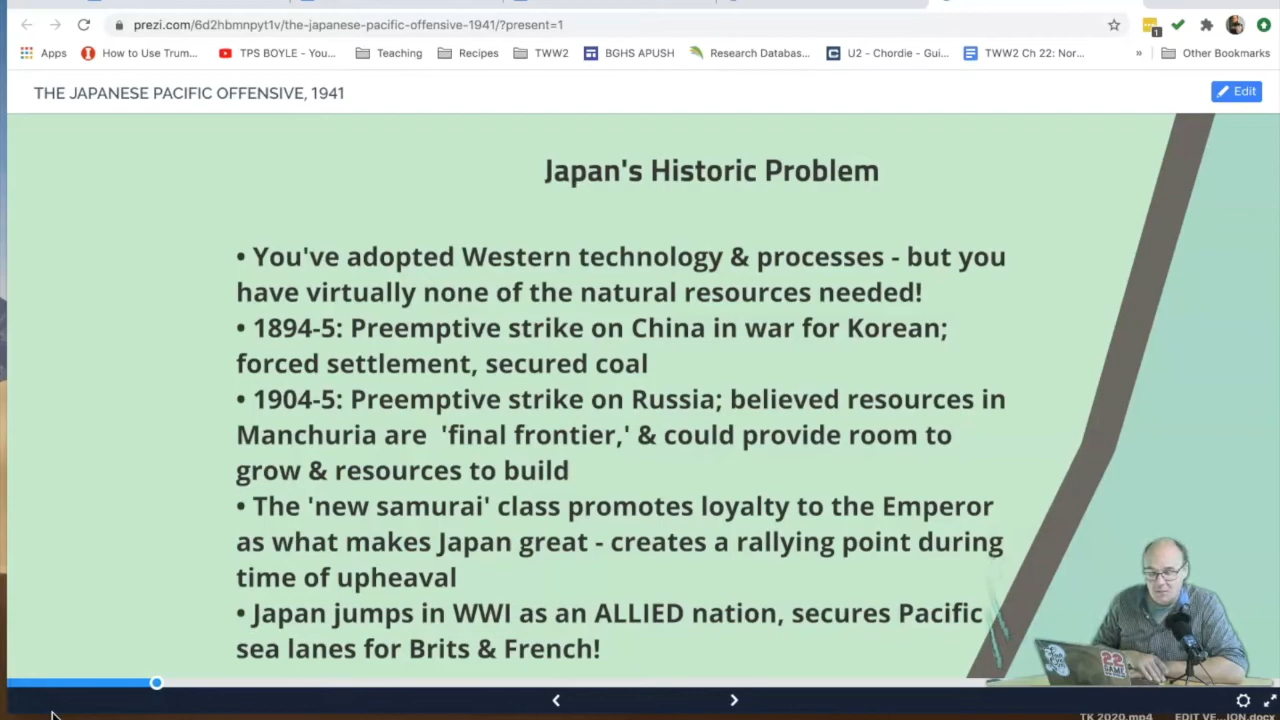 prezi.com/6d2hbmnpyt1v/the-japanese-pacific-offensive-1941/?present=1
1
Apps How to Use Trum... TPS BOYLE - You... Teaching Recipes TWW2 BGHS APUSH Research Databas... U2 - Chordie - Gui... TWW2 Ch 22: Nor... » Other Bookmarks
THE JAPANESE PACIFIC OFFENSIVE, 1941
Edit
Japan's Historic Problem
• You've adopted Western technology & processes - but you
have virtually none of the natural resources needed!
• 1894-5: Preemptive strike on China in war for Korean;
forced settlement, secured coal
• 1904-5: Preemptive strike on Russia; believed resources in
Manchuria are 'final frontier,' & could provide room to
grow & resources to build
• The 'new samurai' class promotes loyalty to the Emperor
as what makes Japan great - creates a rallying point during
time of upheaval
• Japan jumps in WWI as an ALLIED nation, secures Pacific
sea lanes for Brits & French!
22
TK 2020.mp4 EDIT VE...ION.docx